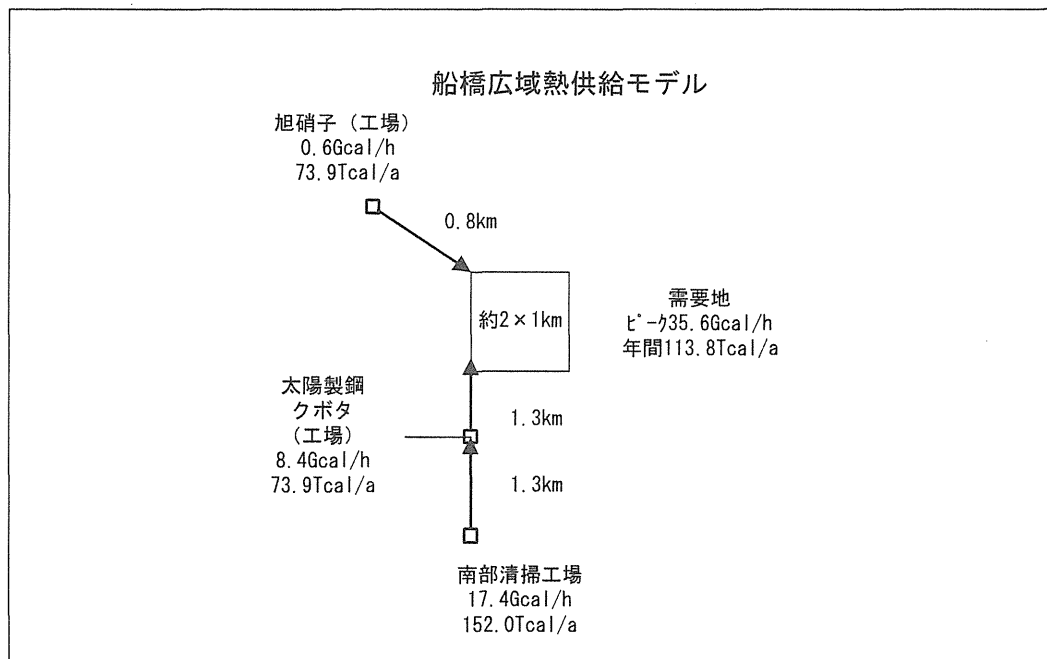 船橋広域熱供給モデル
旭硝子（工場）
0.6Gcal/h
73.9Tcal/a
0.8km
約2×1km
需要地
ﾋﾟｰｸ35.6Gcal/h
年間113.8Tcal/a
太陽製鋼
クボタ
（工場）
8.4Gcal/h
73.9Tcal/a
1.3km
1.3km
南部清掃工場
17.4Gcal/h
152.0Tcal/a